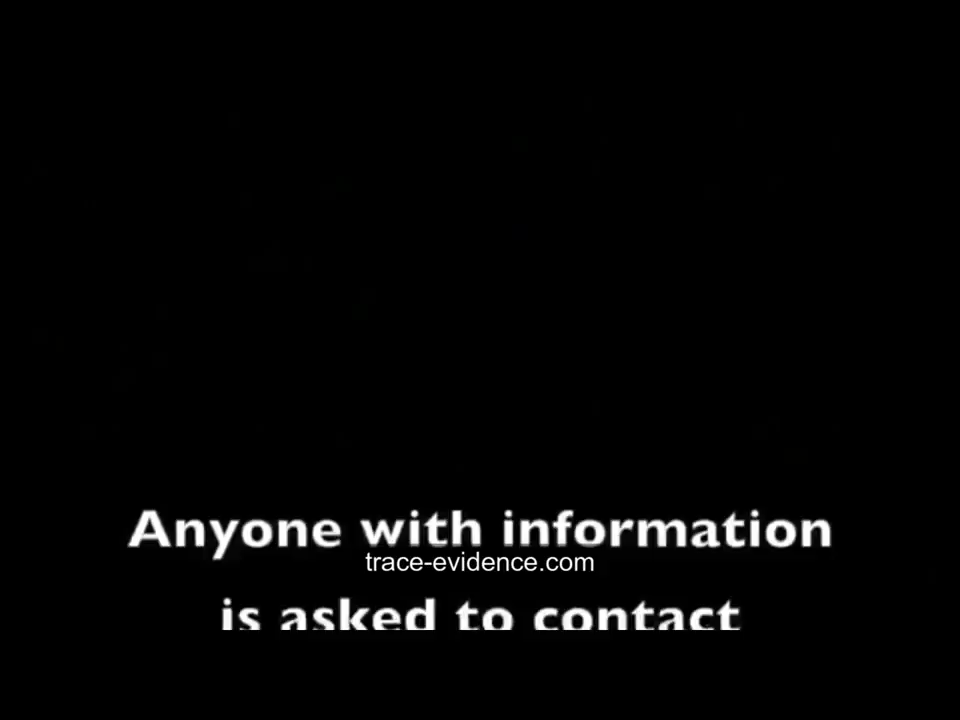 Anyone with information
trace-evidence.com
is asked to contact